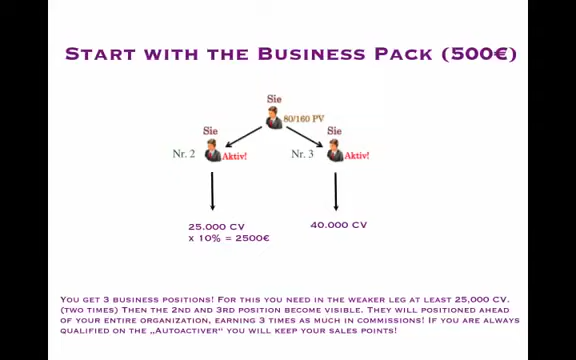 Start with the Business Pack (500€)
Sie
80/160 PV
Sie
Sie
Nr. 2
Aktiv!
Nr. 3
Aktiv!
25.000 CV
x 10% = 2500€
40.000 CV
You get 3 business positions! For this you need in the weaker leg at least 25,000 CV.
(two times) Then the 2nd and 3rd position become visible. They will positioned ahead
of your entire organization, earning 3 times as much in commissions! If you are always
qualified on the „Autoactiver“ you will keep your sales points!